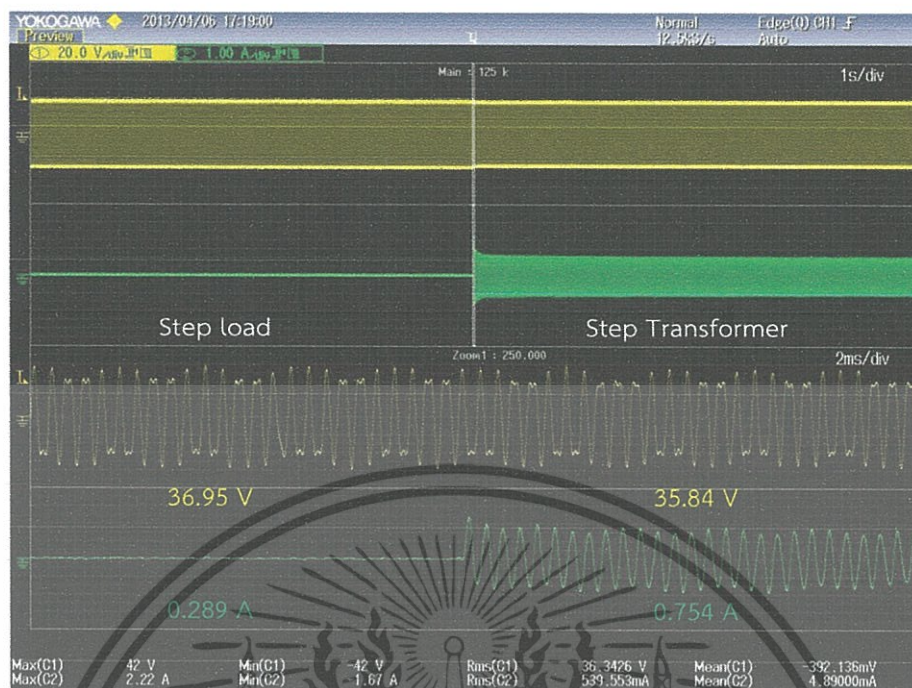 YOKOGAWA 2013/04/06 17:19:00 Normal Edge(Q) CH1
Preview 12.5kS/s Auto
1 20.0 V/div 1.00 A/div
Main : 125 k 1s/div
Step load Step Transformer
Zoom1 : 250.000 2ms/div
36.95 V 35.84 V
0.289 A 0.754 A
Max(C1) 42 V Min(C1) -42 V Rms(C1) 36.3426 V Mean(C1) -392.136mV
Max(C2) 2.22 A Min(C2) -1.67 A Rms(C2) 539.553mA Mean(C2) 4.89000mA